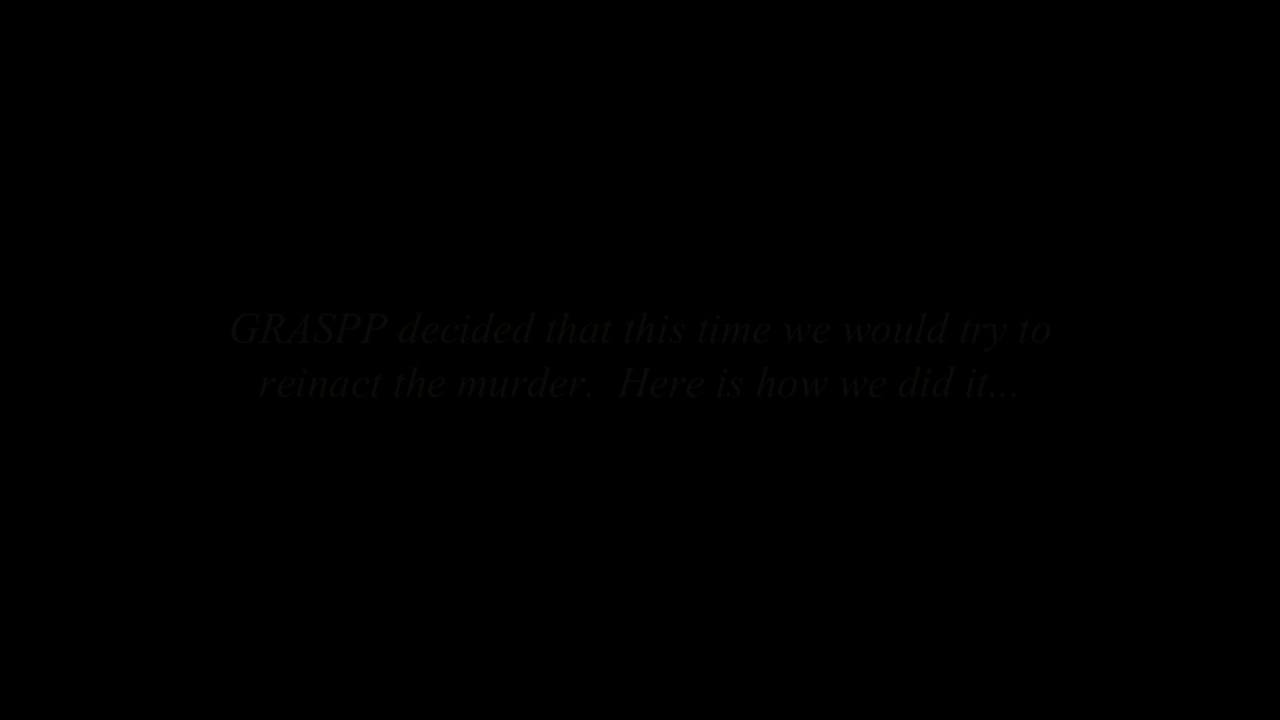 GRASPP decided that this time we would try to
reinact the murder.  Here is how we did it...